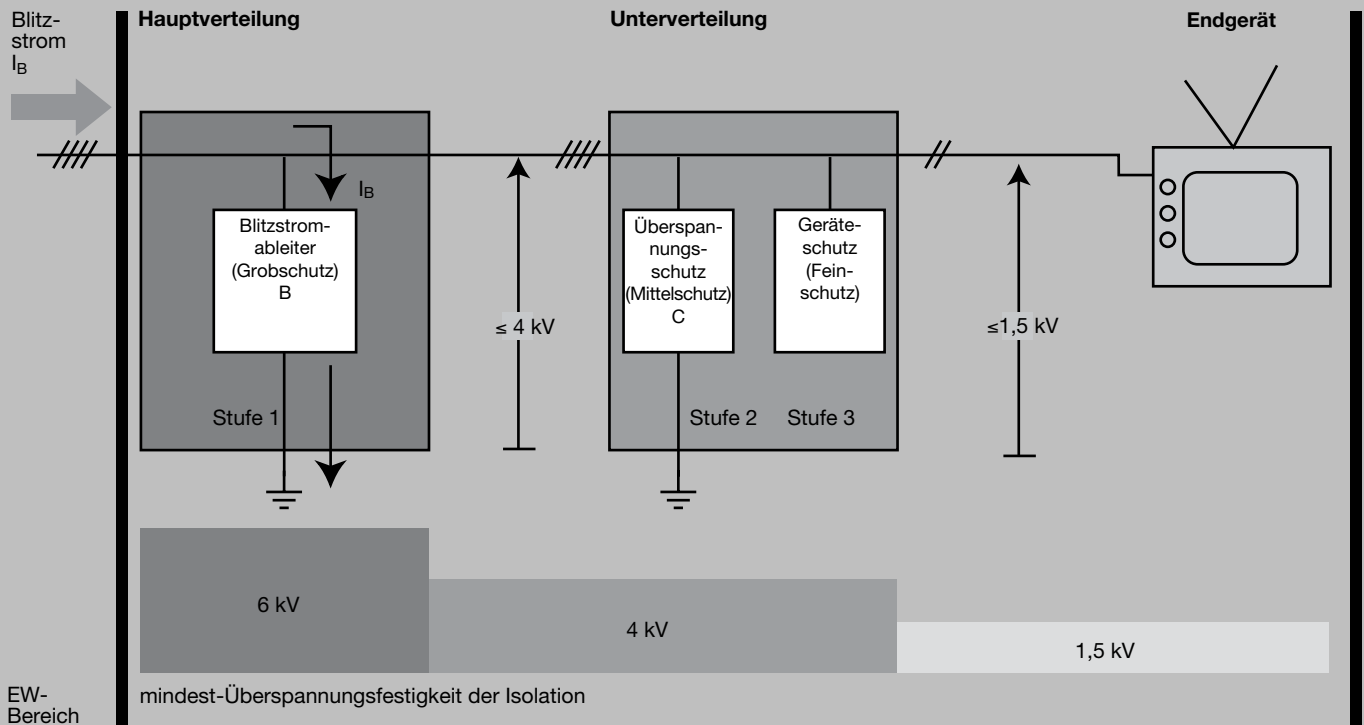 Blitz-
strom
IB
Hauptverteilung
Unterverteilung
Endgerät
IB
Blitzstrom-
ableiter
(Grobschutz)
B
Stufe 1
≤ 4 kV
Überspan-
nungs-
schutz
(Mittelschutz)
C
Stufe 2
Geräte-
schutz
(Fein-
schutz)
Stufe 3
≤1,5 kV
6 kV
4 kV
1,5 kV
EW-
Bereich
mindest-Überspannungsfestigkeit der Isolation